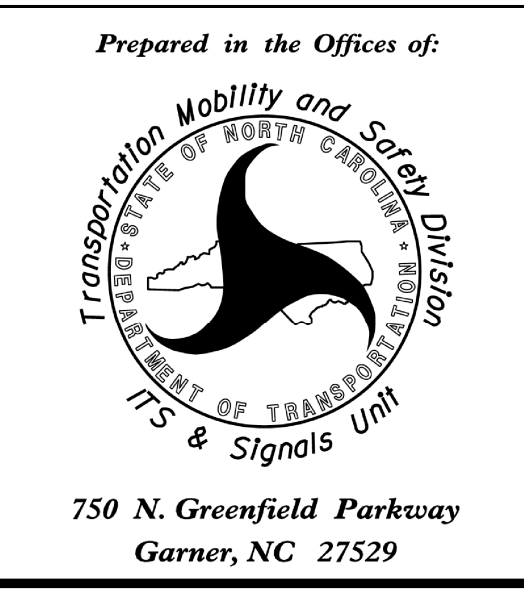 Prepared in the Offices of:
Transportation Mobility and Safety Division
STATE OF NORTH CAROLINA
DEPARTMENT OF TRANSPORTATION
ITS & Signals Unit
750 N. Greenfield Parkway
Garner, NC 27529